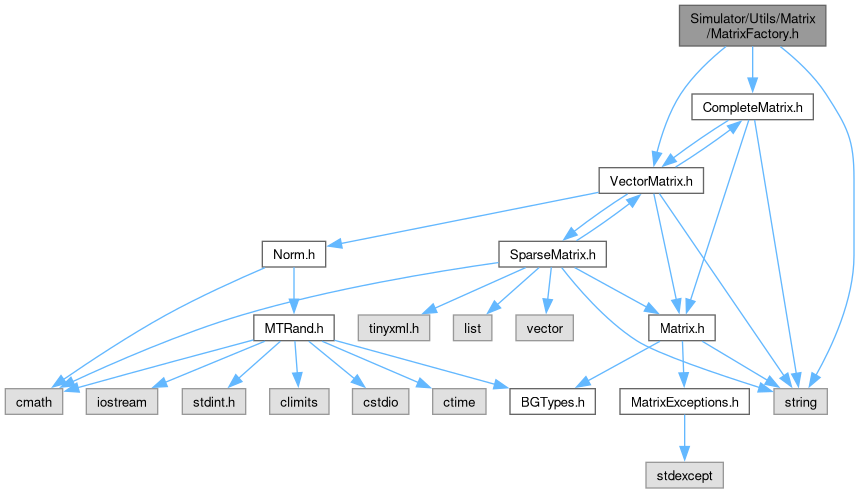 Simulator/Utils/Matrix
/MatrixFactory.h
CompleteMatrix.h
VectorMatrix.h
Norm.h
SparseMatrix.h
MTRand.h
tinyxml.h
list
vector
Matrix.h
cmath
iostream
stdint.h
climits
cstdio
ctime
BGTypes.h
MatrixExceptions.h
string
stdexcept